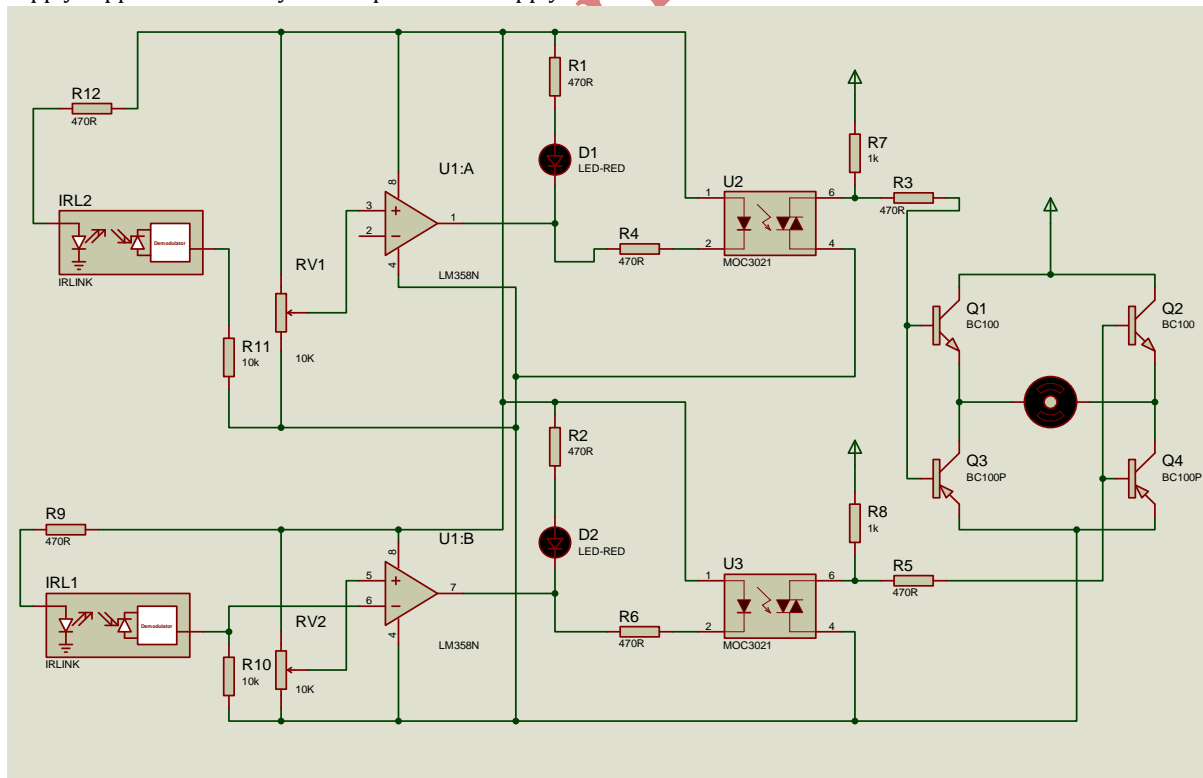 R12
470R
R1
470R
D1
LED-RED
U1:A
8
3
2
1
4
LM358N
IRL2
Demodulator
IRLINK
R11
10k
RV1
10K
R4
470R
U2
1
2
6
4
MOC3021
R7
1k
R3
470R
Q1
BC100
Q2
BC100
Q3
BC100P
Q4
BC100P
R9
470R
IRL1
Demodulator
IRLINK
R10
10k
RV2
10K
U1:B
8
5
6
7
4
LM358N
R2
470R
D2
LED-RED
R6
470R
U3
1
2
6
4
MOC3021
R8
1k
R5
470R